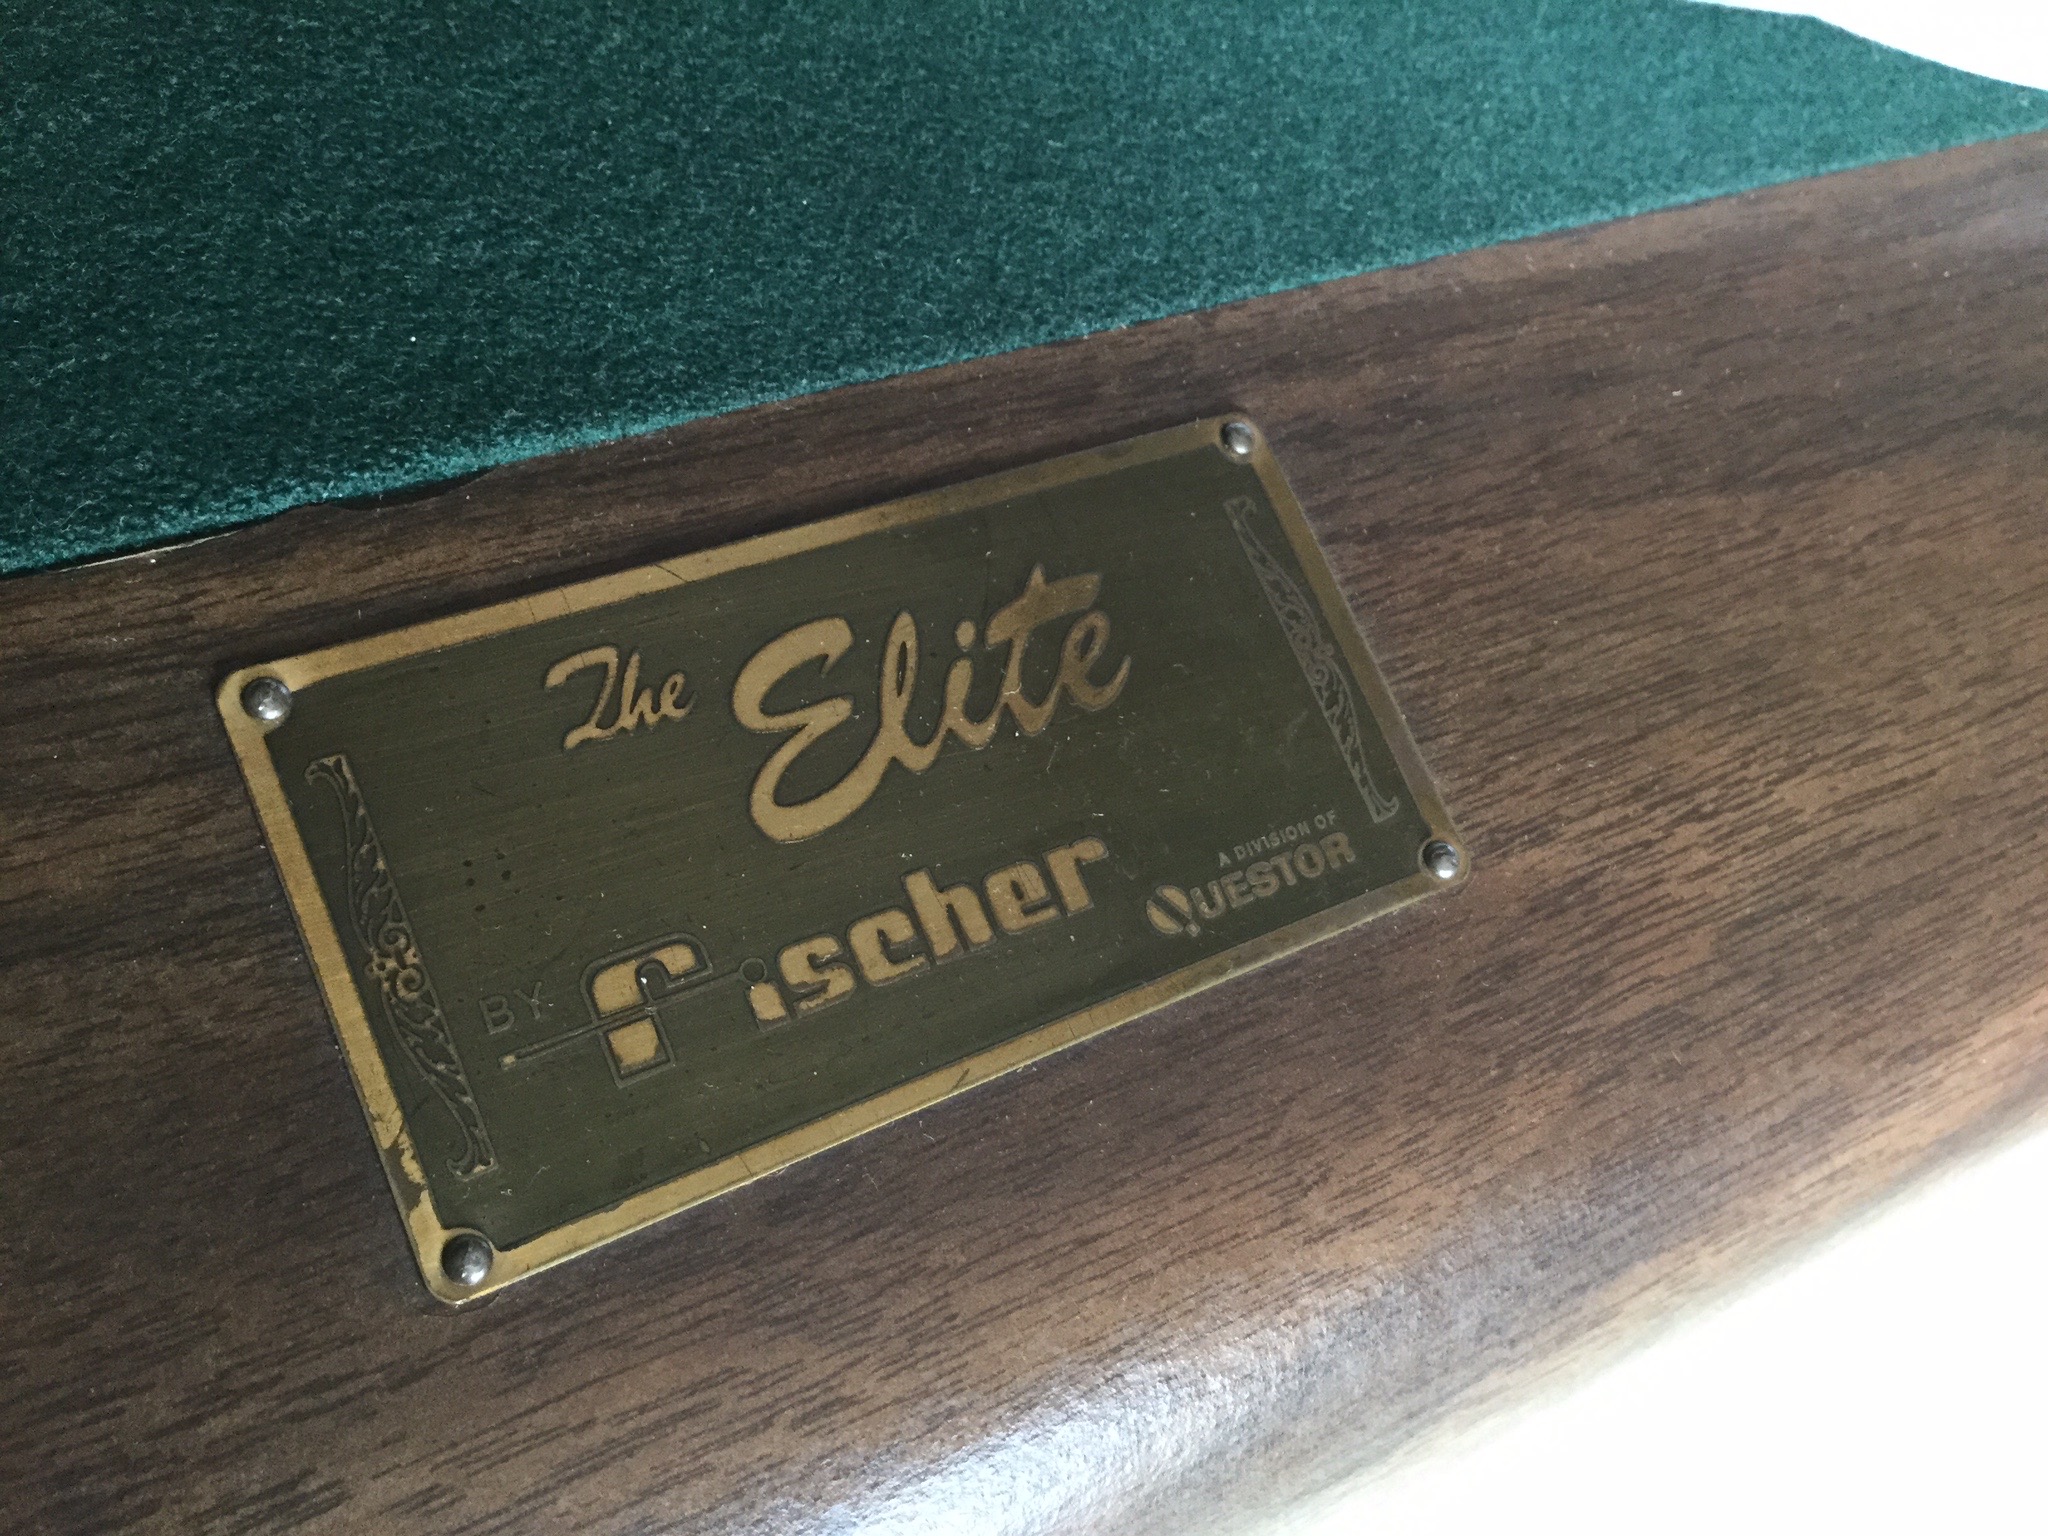 The Elite
BY fischer
A DIVISION OF
QUESTOR